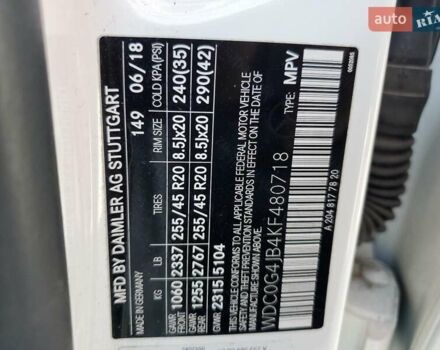 MFD BY DAIMLER AG STUTTGART
MADE IN GERMANY
149 06/18
KG LB TIRES RIM SIZE COLD KPA(PSI)
GAWR FRONT 1060 2337 255/45 R20 8.5Jx20 240(35)
GAWR REAR 1255 2767 255/45 R20 8.5Jx20 290(42)
GVWR 2315 5104
THIS VEHICLE CONFORMS TO ALL APPLICABLE FEDERAL MOTOR VEHICLE
SAFETY, BUMPER, AND THEFT PREVENTION STANDARDS IN EFFECT ON THE
DATE OF MANUFACTURE SHOWN ABOVE.
WDC0G4JB4KF480718 TYPE: MPV
A 204 817 78 20
AUTO
RIA